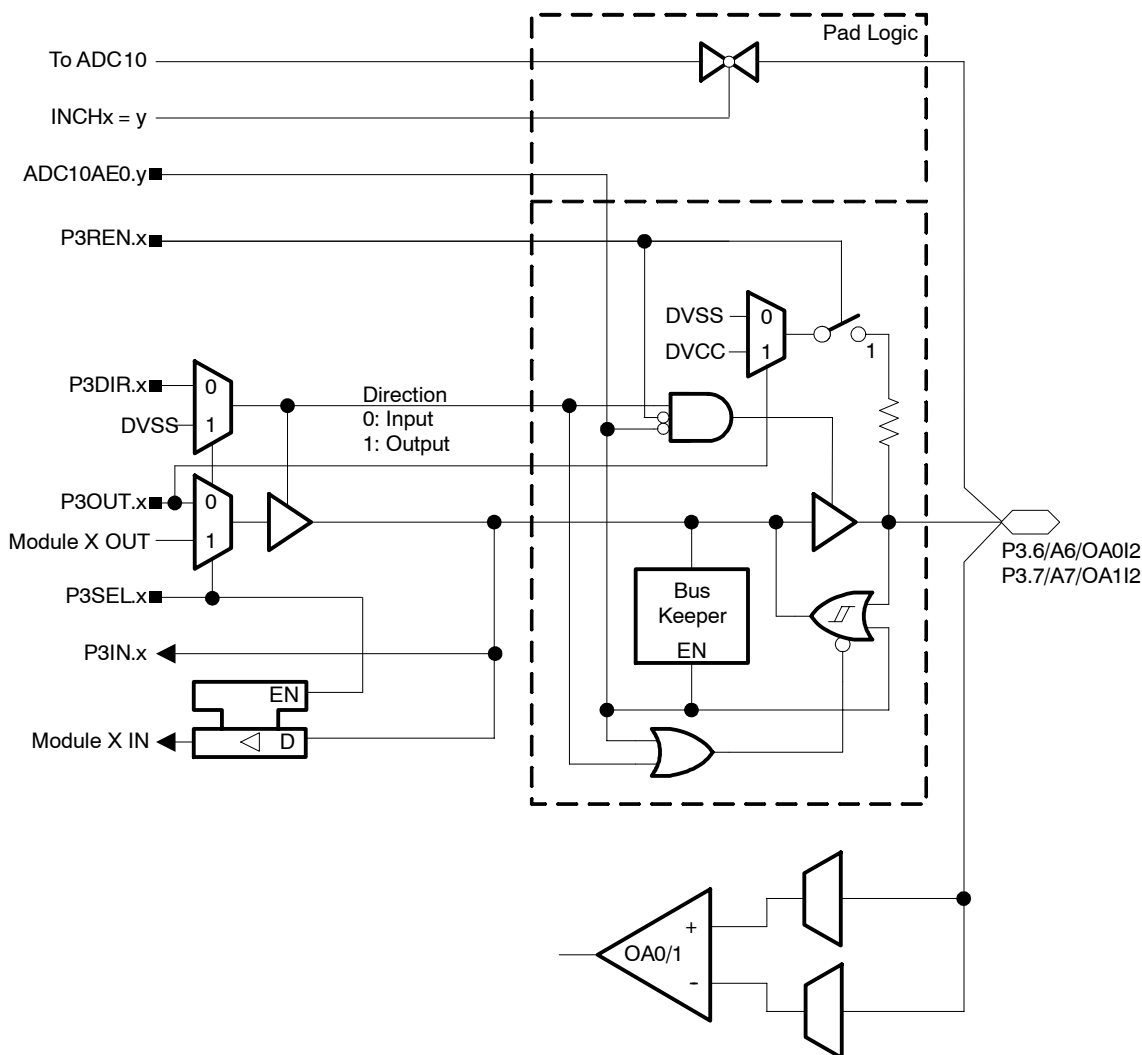 Pad Logic
To ADC10
INCHx = y
ADC10AE0.y
P3REN.x
DVSS
0
DVCC
1
1
P3DIR.x
0
DVSS
1
Direction
0: Input
1: Output
P3OUT.x
0
Module X OUT
1
P3SEL.x
P3IN.x
EN
Module X IN
D
Bus
Keeper
EN
P3.6/A6/OA0I2
P3.7/A7/OA1I2
+
OA0/1
-